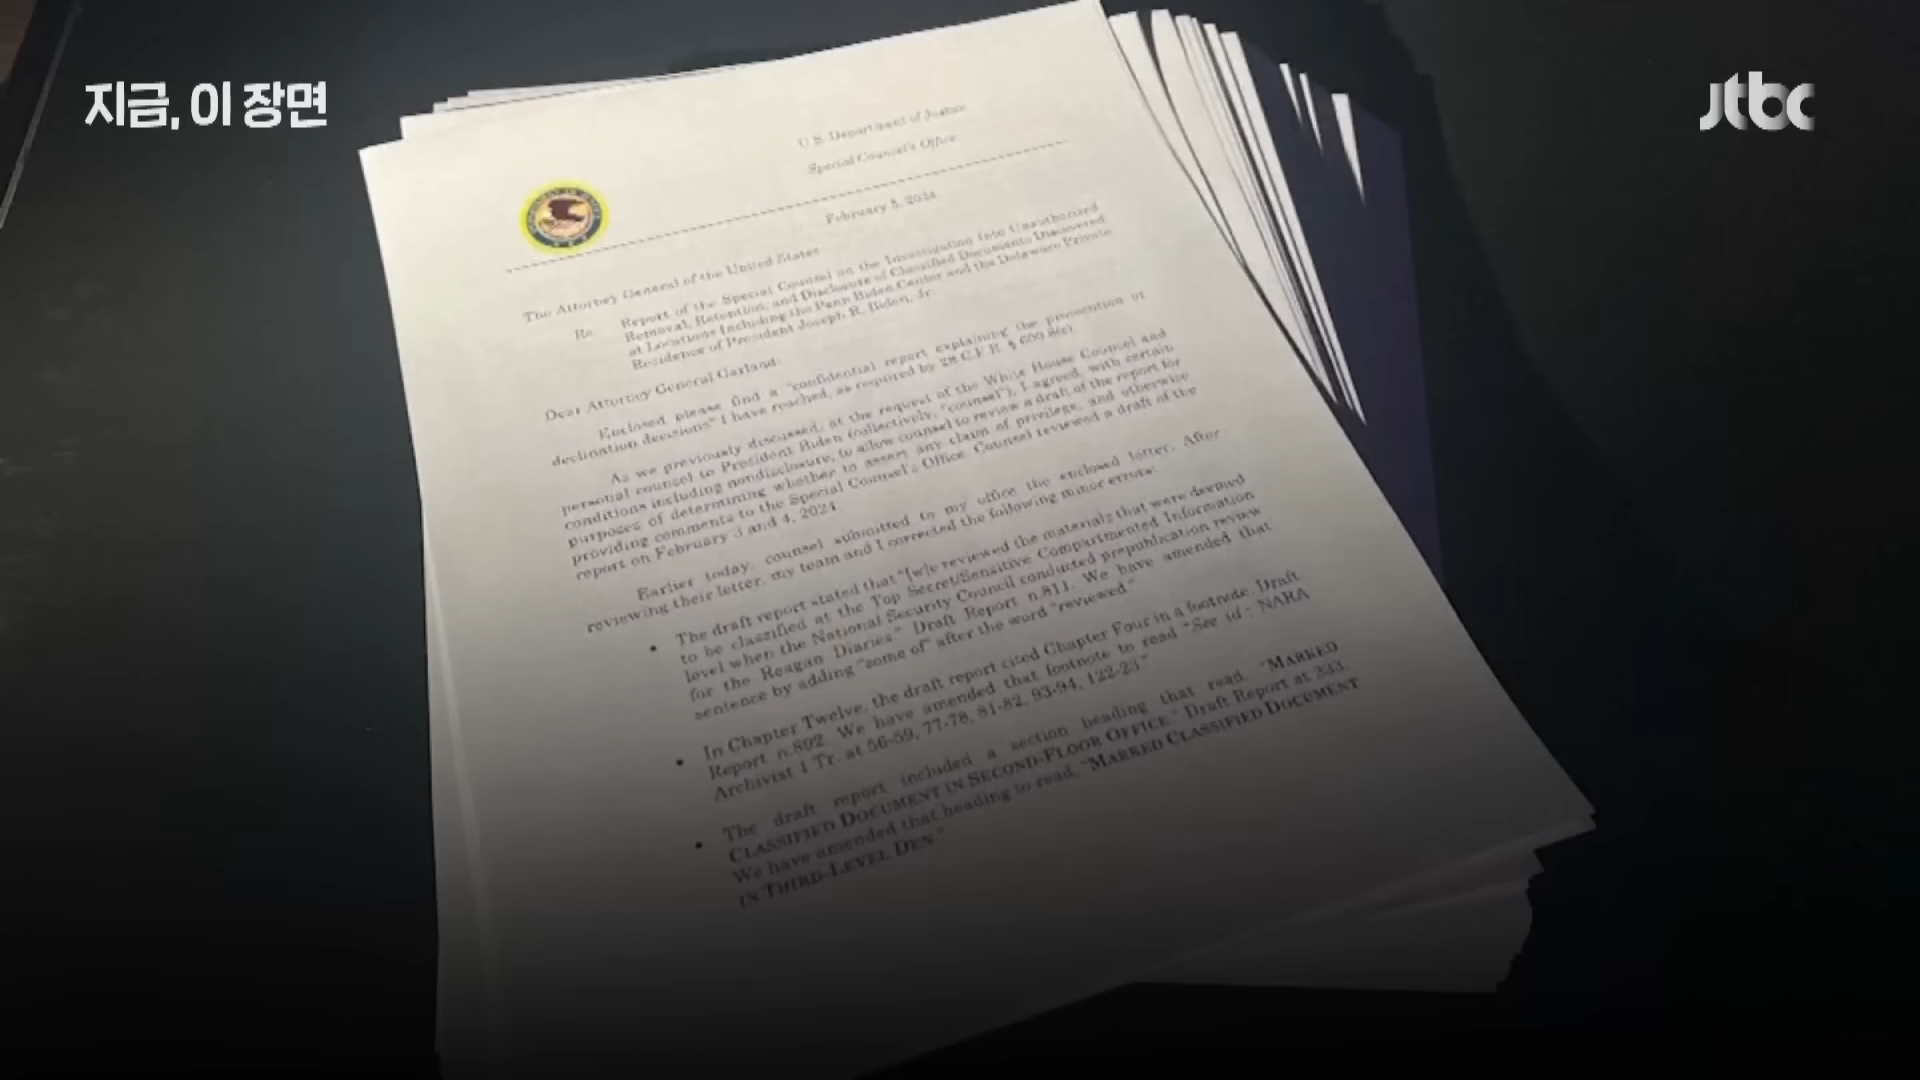 지금, 이 장면
jtbc
U.S. Department of Justice
Special Counsel's Office
February 5, 2024
The Attorney General of the United States
Re: Report of the Special Counsel on the Investigation Into Unauthorized
Removal, Retention, and Disclosure of Classified Documents Discovered
at Locations Including the Penn Biden Center and the Delaware Private
Residence of President Joseph R. Biden, Jr.
Dear Attorney General Garland:
Enclosed please find a "confidential report explaining the prosecution or
declination decisions" I have reached, as required by 28 C.F.R. § 600.8(c).
As we previously discussed, at the request of the White House Counsel and
personal counsel to President Biden (collectively, "counsel"), I agreed, with certain
conditions including nondisclosure, to allow counsel to review a draft of the report for
purposes of determining whether to assert any claim of privilege, and otherwise
providing comments to the Special Counsel's Office. Counsel reviewed a draft of the
report on February 3 and 4, 2024.
Earlier today, counsel submitted to my office the enclosed letter. After
reviewing their letter, my team and I corrected the following minor errors:
• The draft report stated that "[w]e reviewed the materials that were deemed
to be classified at the Top Secret/Sensitive Compartmented Information
level when the National Security Council conducted prepublication review
for the Reagan Diaries." Draft Report n.811. We have amended that
sentence by adding "some of" after the word "reviewed."
• In Chapter Twelve, the draft report cited Chapter Four in a footnote. Draft
Report n.892. We have amended that footnote to read "See id.; NARA
Archivist 1 Tr. at 56-59, 77-78, 81-82, 93-94, 122-23."
• The draft report included a section heading that read, "MARKED
CLASSIFIED DOCUMENT IN SECOND-FLOOR OFFICE." Draft Report at 333.
We have amended that heading to read, "MARKED CLASSIFIED DOCUMENT
IN THIRD-LEVEL DEN."